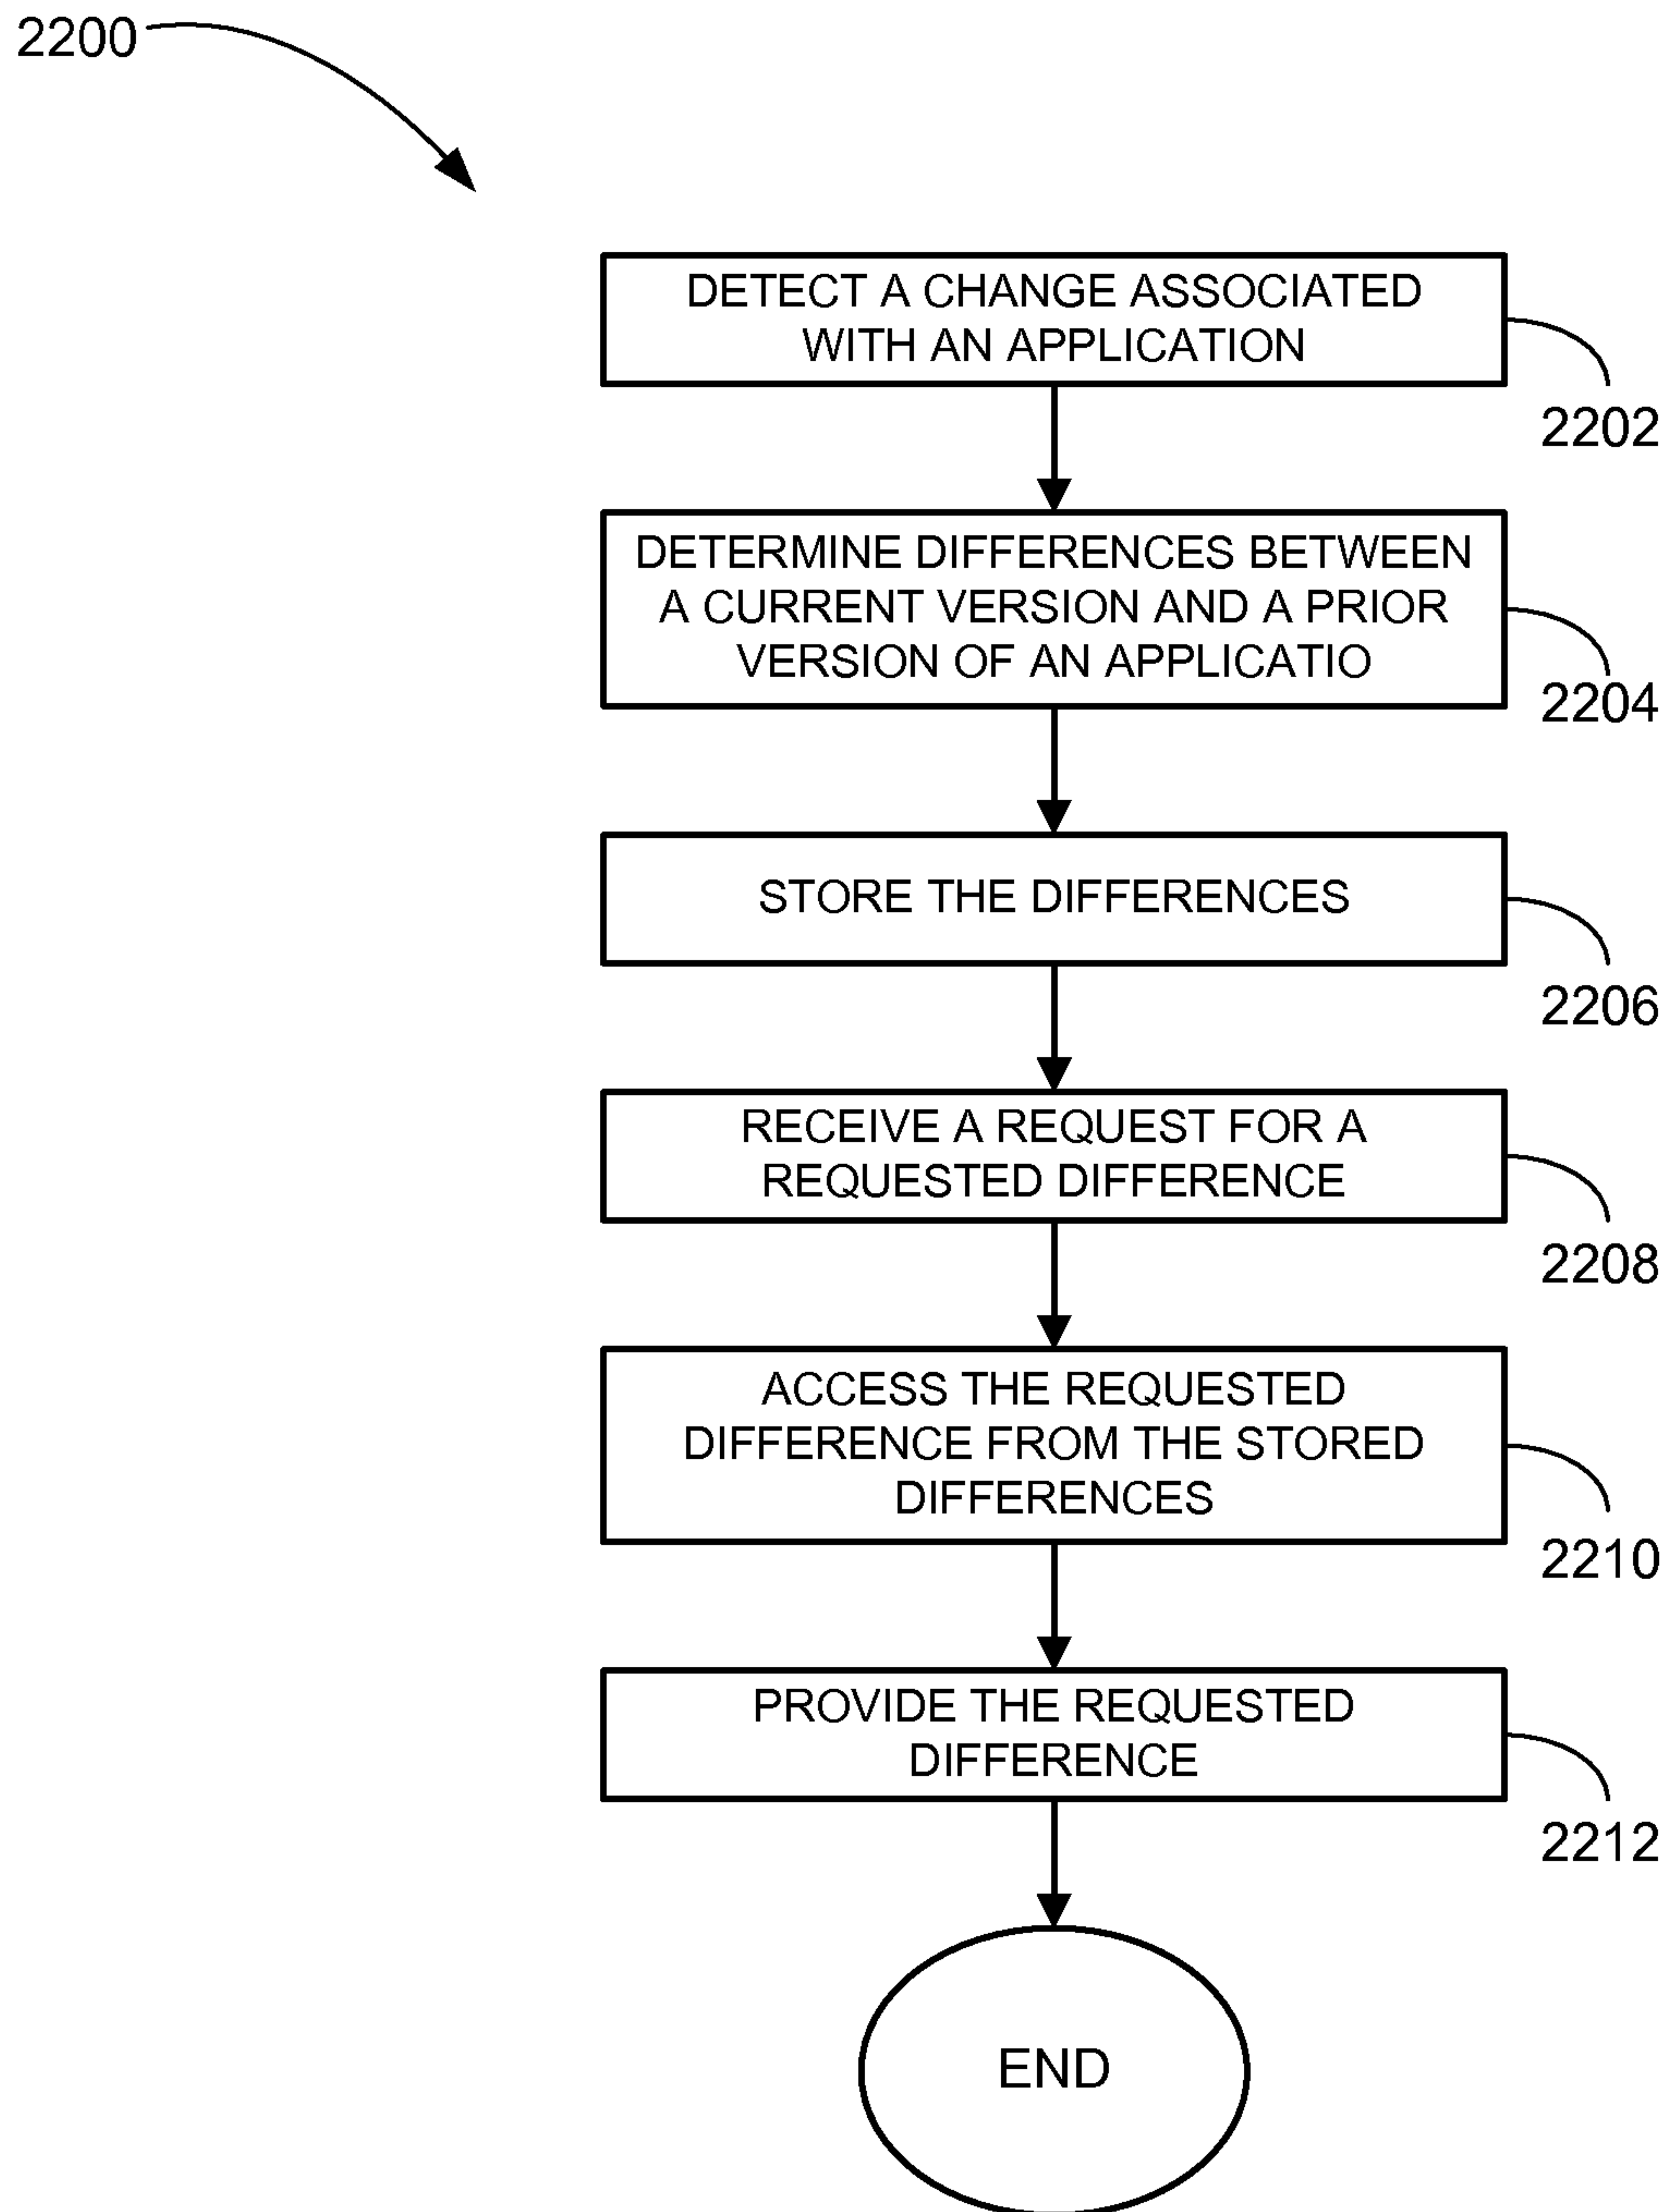 2200
DETECT A CHANGE ASSOCIATED
WITH AN APPLICATION
2202
DETERMINE DIFFERENCES BETWEEN
A CURRENT VERSION AND A PRIOR
VERSION OF AN APPLICATIO
2204
STORE THE DIFFERENCES
2206
RECEIVE A REQUEST FOR A
REQUESTED DIFFERENCE
2208
ACCESS THE REQUESTED
DIFFERENCE FROM THE STORED
DIFFERENCES
2210
PROVIDE THE REQUESTED
DIFFERENCE
2212
END